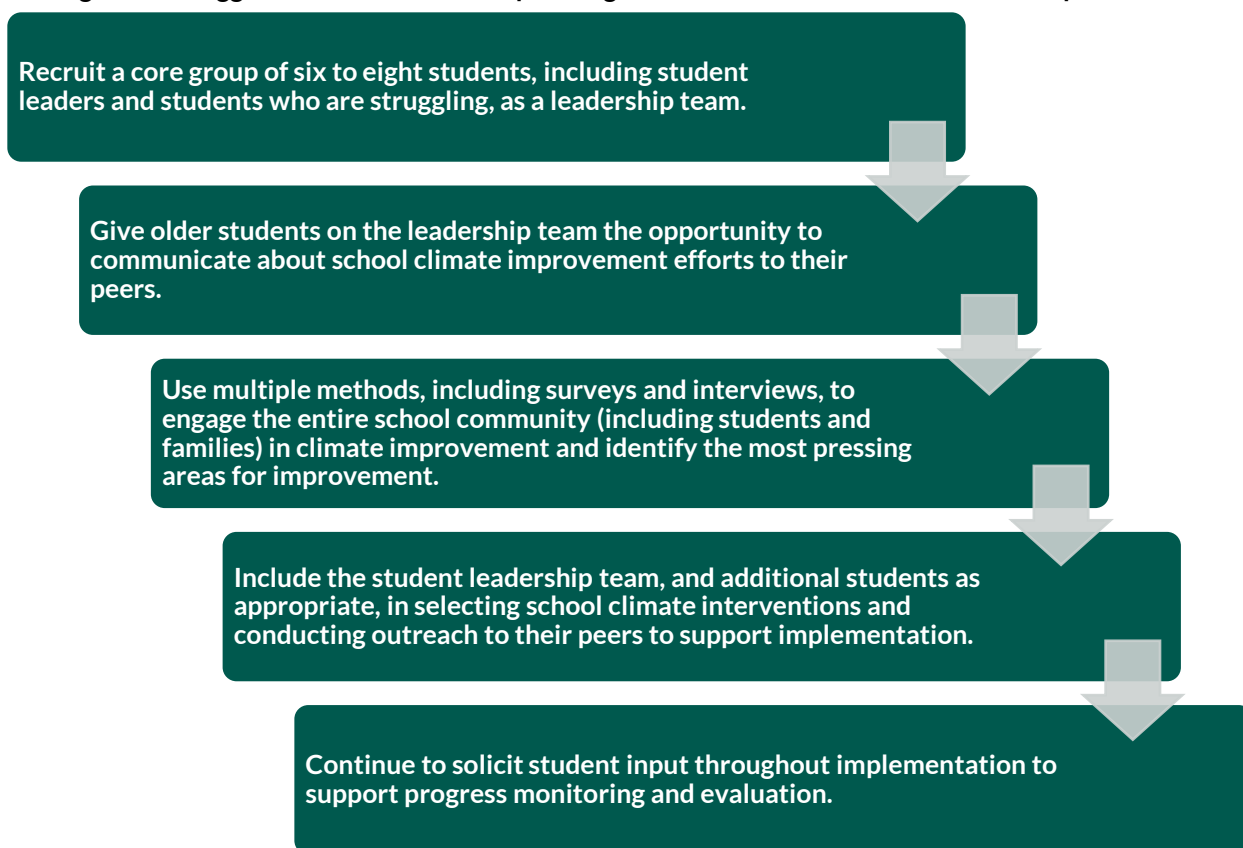 Recruit a core group of six to eight students, including student
leaders and students who are struggling, as a leadership team.
Give older students on the leadership team the opportunity to
communicate about school climate improvement efforts to their
peers.
Use multiple methods, including surveys and interviews, to
engage the entire school community (including students and
families) in climate improvement and identify the most pressing
areas for improvement.
Include the student leadership team, and additional students as
appropriate, in selecting school climate interventions and
conducting outreach to their peers to support implementation.
Continue to solicit student input throughout implementation to
support progress monitoring and evaluation.